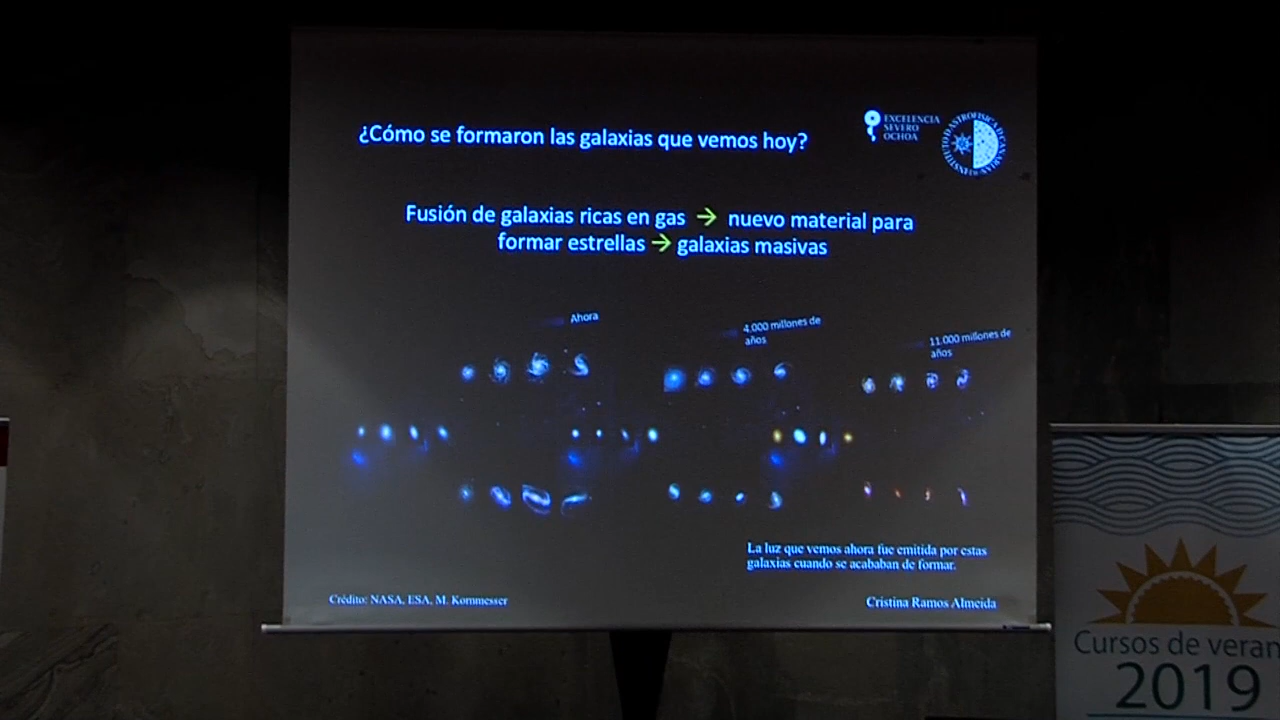 ¿Cómo se formaron las galaxias que vemos hoy?
EXCELENCIA
SEVERO
OCHOA
INSTITUTO D ASTROFISICA D CANARIAS
Fusión de galaxias ricas en gas → nuevo material para
formar estrellas → galaxias masivas
Ahora
4.000 millones de
años
11.000 millones de
años
La luz que vemos ahora fue emitida por estas
galaxias cuando se acababan de formar.
Crédito: NASA, ESA, M. Kornmesser
Cristina Ramos Almeida
Cursos de veran
2019